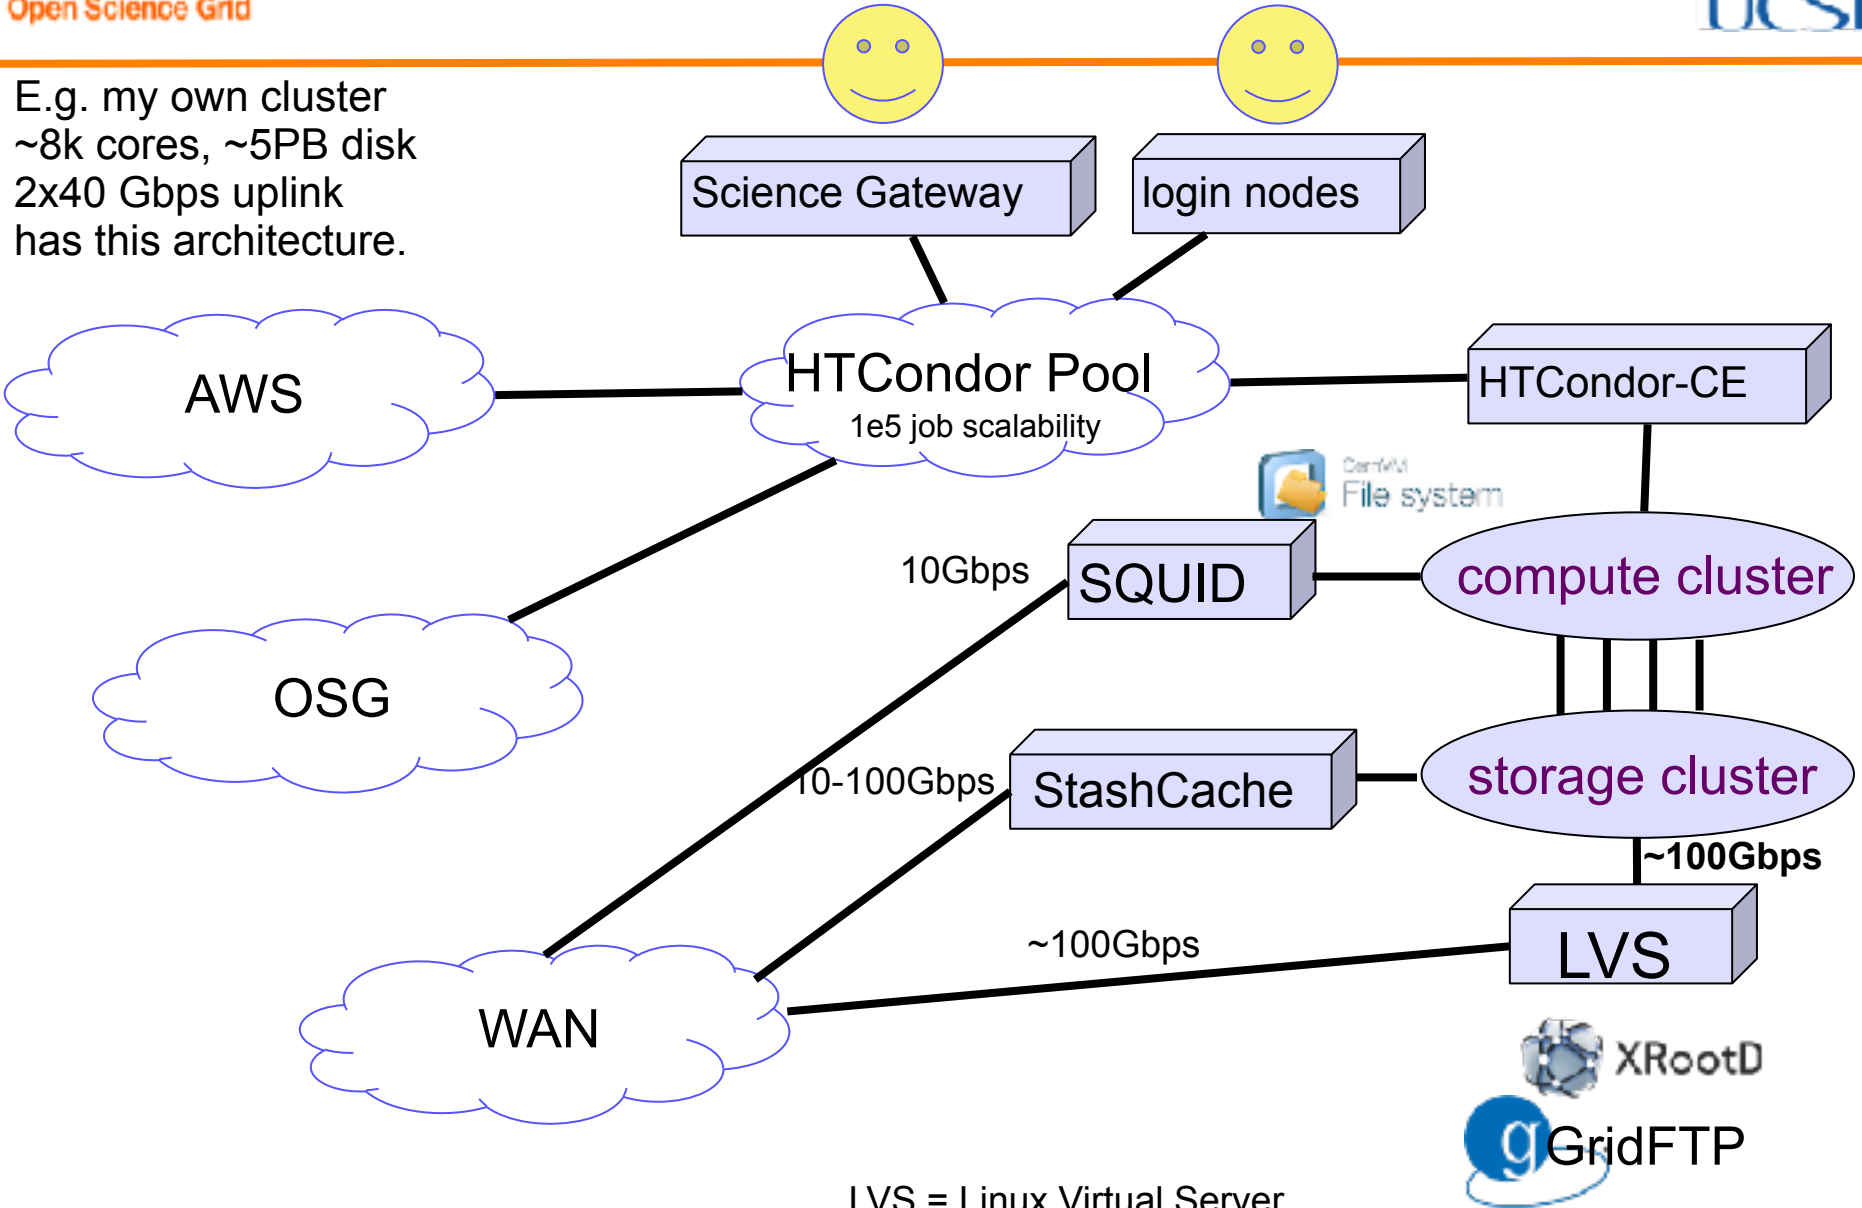 Open Science Grid
E.g. my own cluster
~8k cores, ~5PB disk
2x40 Gbps uplink
has this architecture.
Science Gateway
login nodes
AWS
HTCondor Pool
1e5 job scalability
HTCondor-CE
CernVM
File system
10Gbps
SQUID
compute cluster
OSG
10-100Gbps
StashCache
storage cluster
~100Gbps
~100Gbps
LVS
WAN
XRootD
g
GridFTP
LVS = Linux Virtual Server